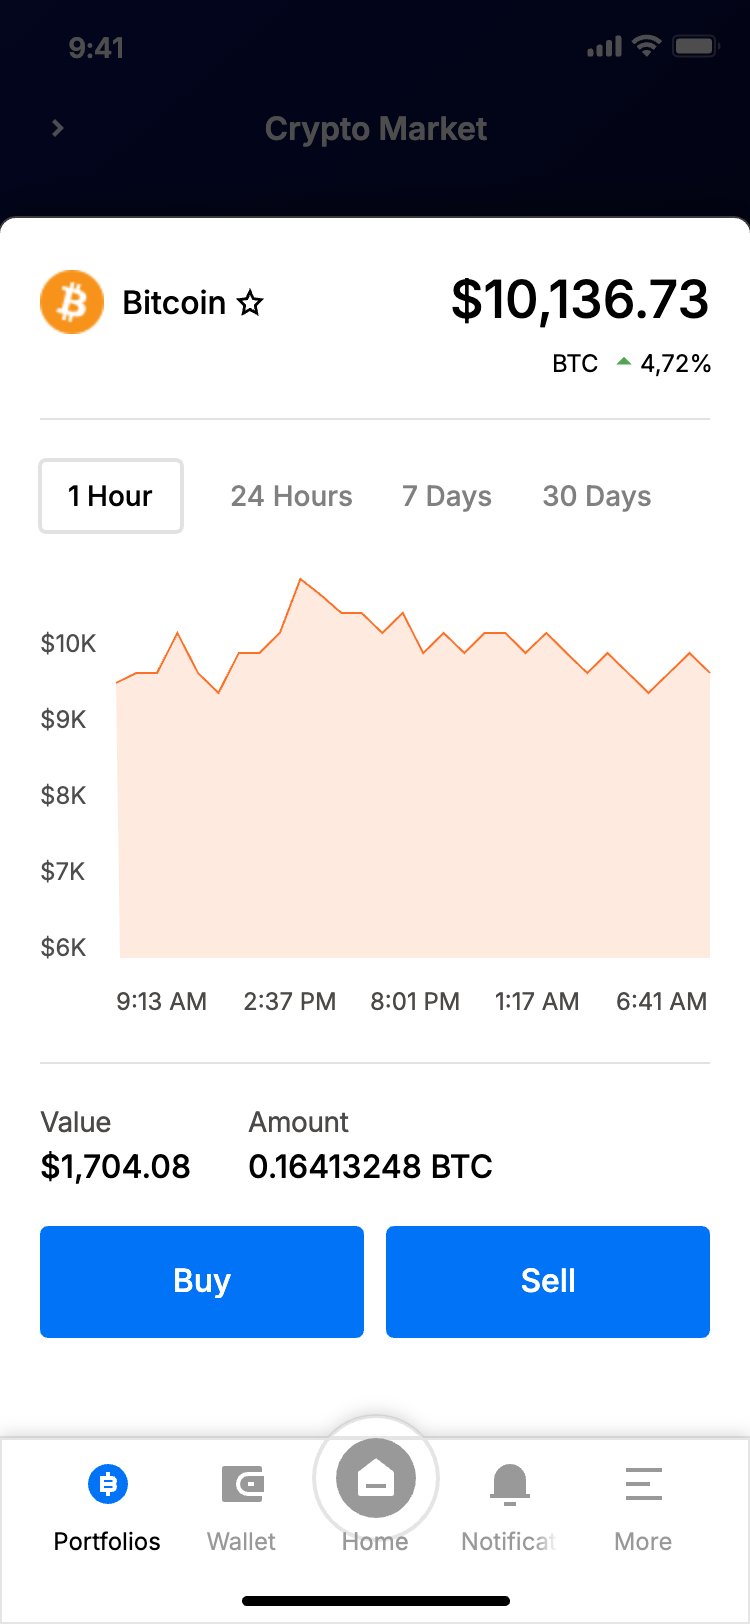 9:41
Crypto Market
Bitcoin
$10,136.73
BTC 4,72%
1 Hour 24 Hours 7 Days 30 Days
$10K
$9K
$8K
$7K
$6K
9:13 AM 2:37 PM 8:01 PM 1:17 AM 6:41 AM
Value Amount
$1,704.08 0.16413248 BTC
Buy Sell
Portfolios Wallet Home Notificat More